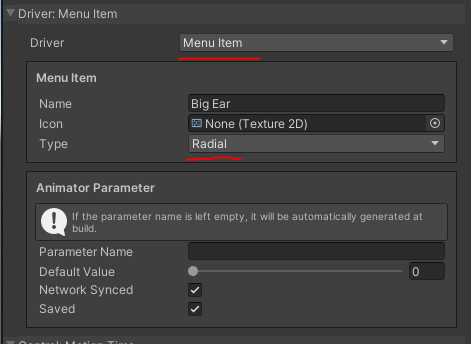 Driver: Menu Item
Driver
Menu Item
Menu Item
Name
Big Ear
Icon
None (Texture 2D)
Type
Radial
Animator Parameter
If the parameter name is left empty, it will be automatically generated at
build.
Parameter Name
Default Value
0
Network Synced
Saved
Control: Motion Time